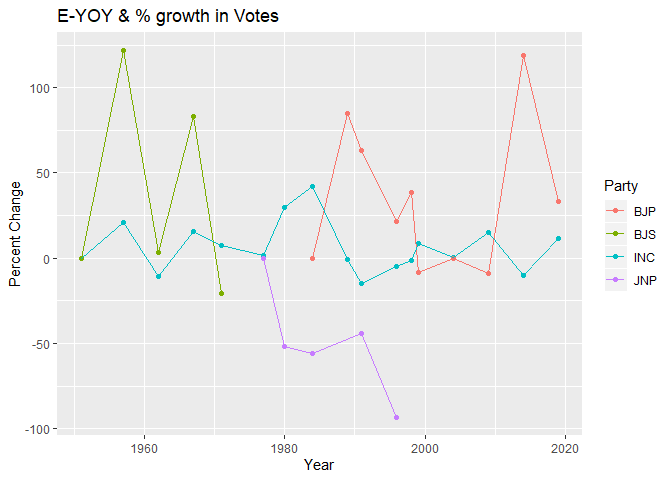 E-YOY & % growth in Votes
Percent Change
100
50
0
-50
-100
1960
1980
2000
2020
Year
Party
BJP
BJS
INC
JNP